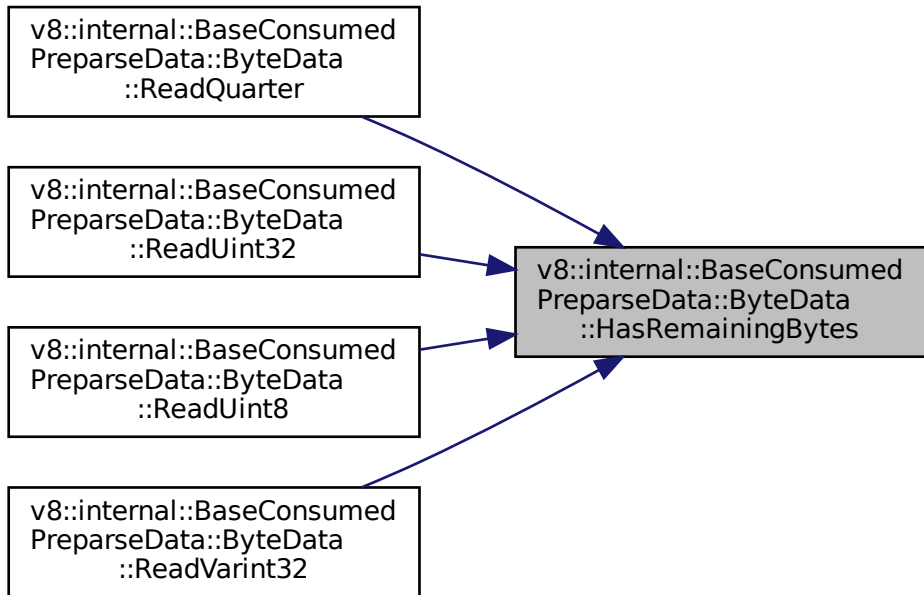 v8::internal::BaseConsumed
PreparseData::ByteData
::ReadQuarter
v8::internal::BaseConsumed
PreparseData::ByteData
::ReadUint32
v8::internal::BaseConsumed
PreparseData::ByteData
::HasRemainingBytes
v8::internal::BaseConsumed
PreparseData::ByteData
::ReadUint8
v8::internal::BaseConsumed
PreparseData::ByteData
::ReadVarint32